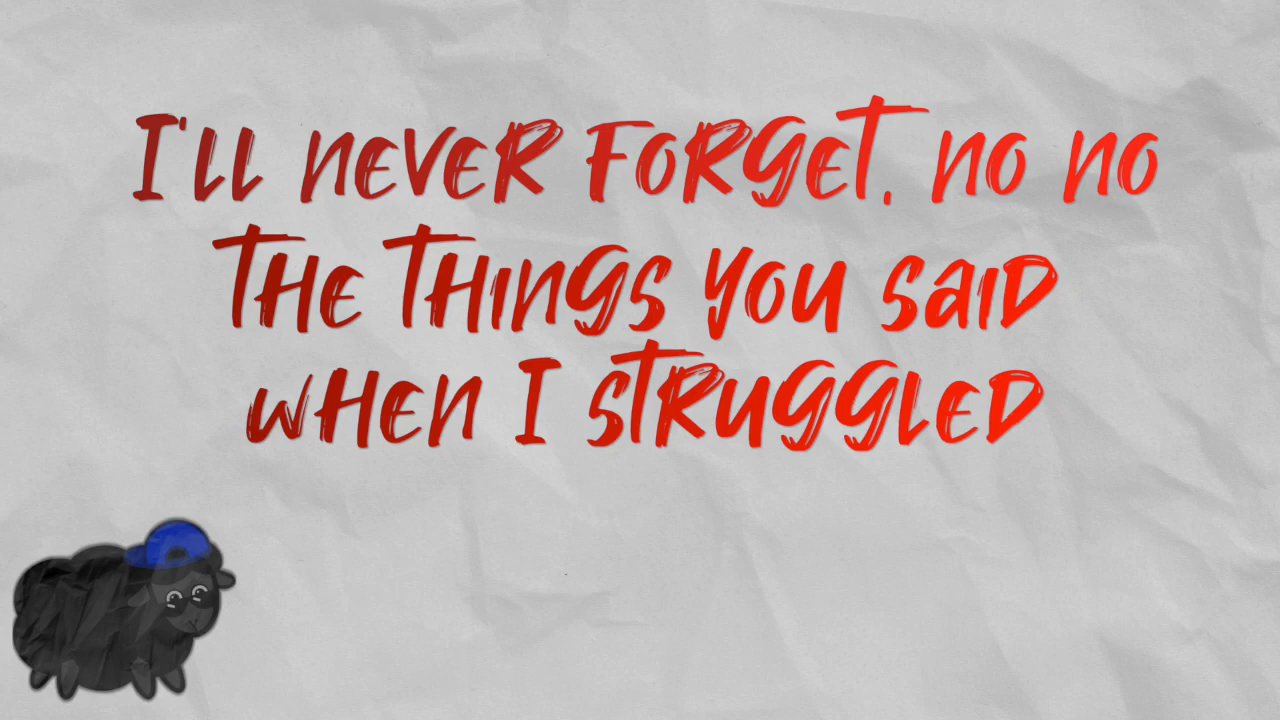 I'LL NEVER FORGET, NO NO
THE THINGS YOU SAID
WHEN I STRUGGLED